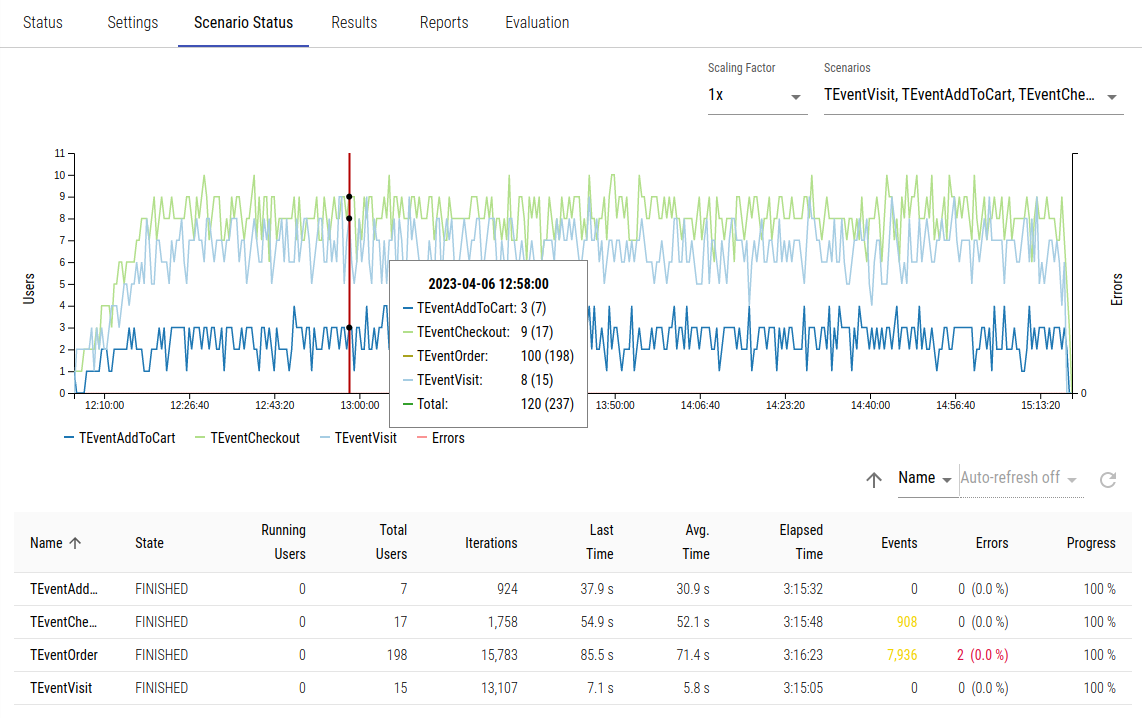 Status Settings Scenario Status Results Reports Evaluation
Scaling Factor Scenarios
1x TEventVisit, TEventAddToCart, TEventChe...
11
10
9
8
7
6
5
4
3
2
1
0
Users
Errors
0
2023-04-06 12:58:00
TEventAddToCart: 3 (7)
TEventCheckout: 9 (17)
TEventOrder: 100 (198)
TEventVisit: 8 (15)
Total: 120 (237)
12:10:00 12:26:40 12:43:20 13:00:00 13:50:00 14:06:40 14:23:20 14:40:00 14:56:40 15:13:20
TEventAddToCart TEventCheckout TEventVisit Errors
Name Auto-refresh off
Name State Running Users Total Users Iterations Last Time Avg. Time Elapsed Time Events Errors Progress
TEventAdd... FINISHED 0 7 924 37.9 s 30.9 s 3:15:32 0 0 (0.0 %) 100 %
TEventChe... FINISHED 0 17 1,758 54.9 s 52.1 s 3:15:48 908 0 (0.0 %) 100 %
TEventOrder FINISHED 0 198 15,783 85.5 s 71.4 s 3:16:23 7,936 2 (0.0 %) 100 %
TEventVisit FINISHED 0 15 13,107 7.1 s 5.8 s 3:15:05 0 0 (0.0 %) 100 %